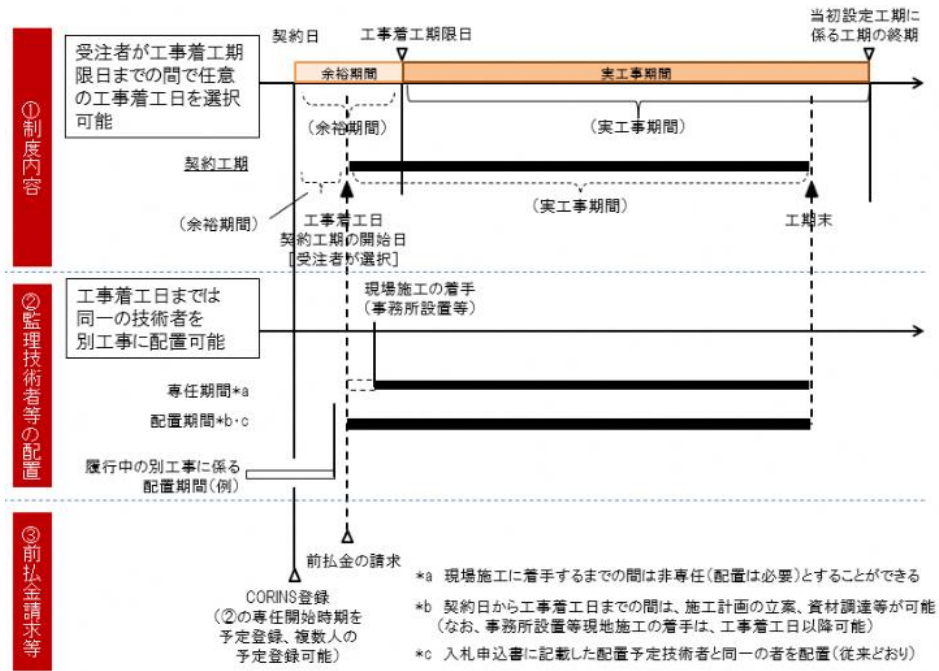 ①制度内容
受注者が工事着工期
限日までの間で任意
の工事着工日を選択
可能
契約日
工事着工期限日
当初設定工期に
係る工期の終期
余裕期間
実工事期間
(余裕期間)
(実工事期間)
契約工期
(余裕期間)
工事着工日
契約工期の開始日
[受注者が選択]
(実工事期間)
工期末
②監理技術者等の配置
工事着工日までは
同一の技術者を
別工事に配置可能
現場施工の着手
(事務所設置等)
専任期間*a
配置期間*b・c
履行中の別工事に係る
配置期間(例)
③前払金請求等
前払金の請求
CORINS登録
(②の専任開始時期を
予定登録、複数人の
予定登録可能)
*a 現場施工に着手するまでの間は非専任(配置は必要)とすることができる
*b 契約日から工事着工日までの間は、施工計画の立案、資材調達等が可能
(なお、事務所設置等現地施工の着手は、工事着工日以降可能)
*c 入札申込書に記載した配置予定技術者と同一の者を配置(従来どおり)